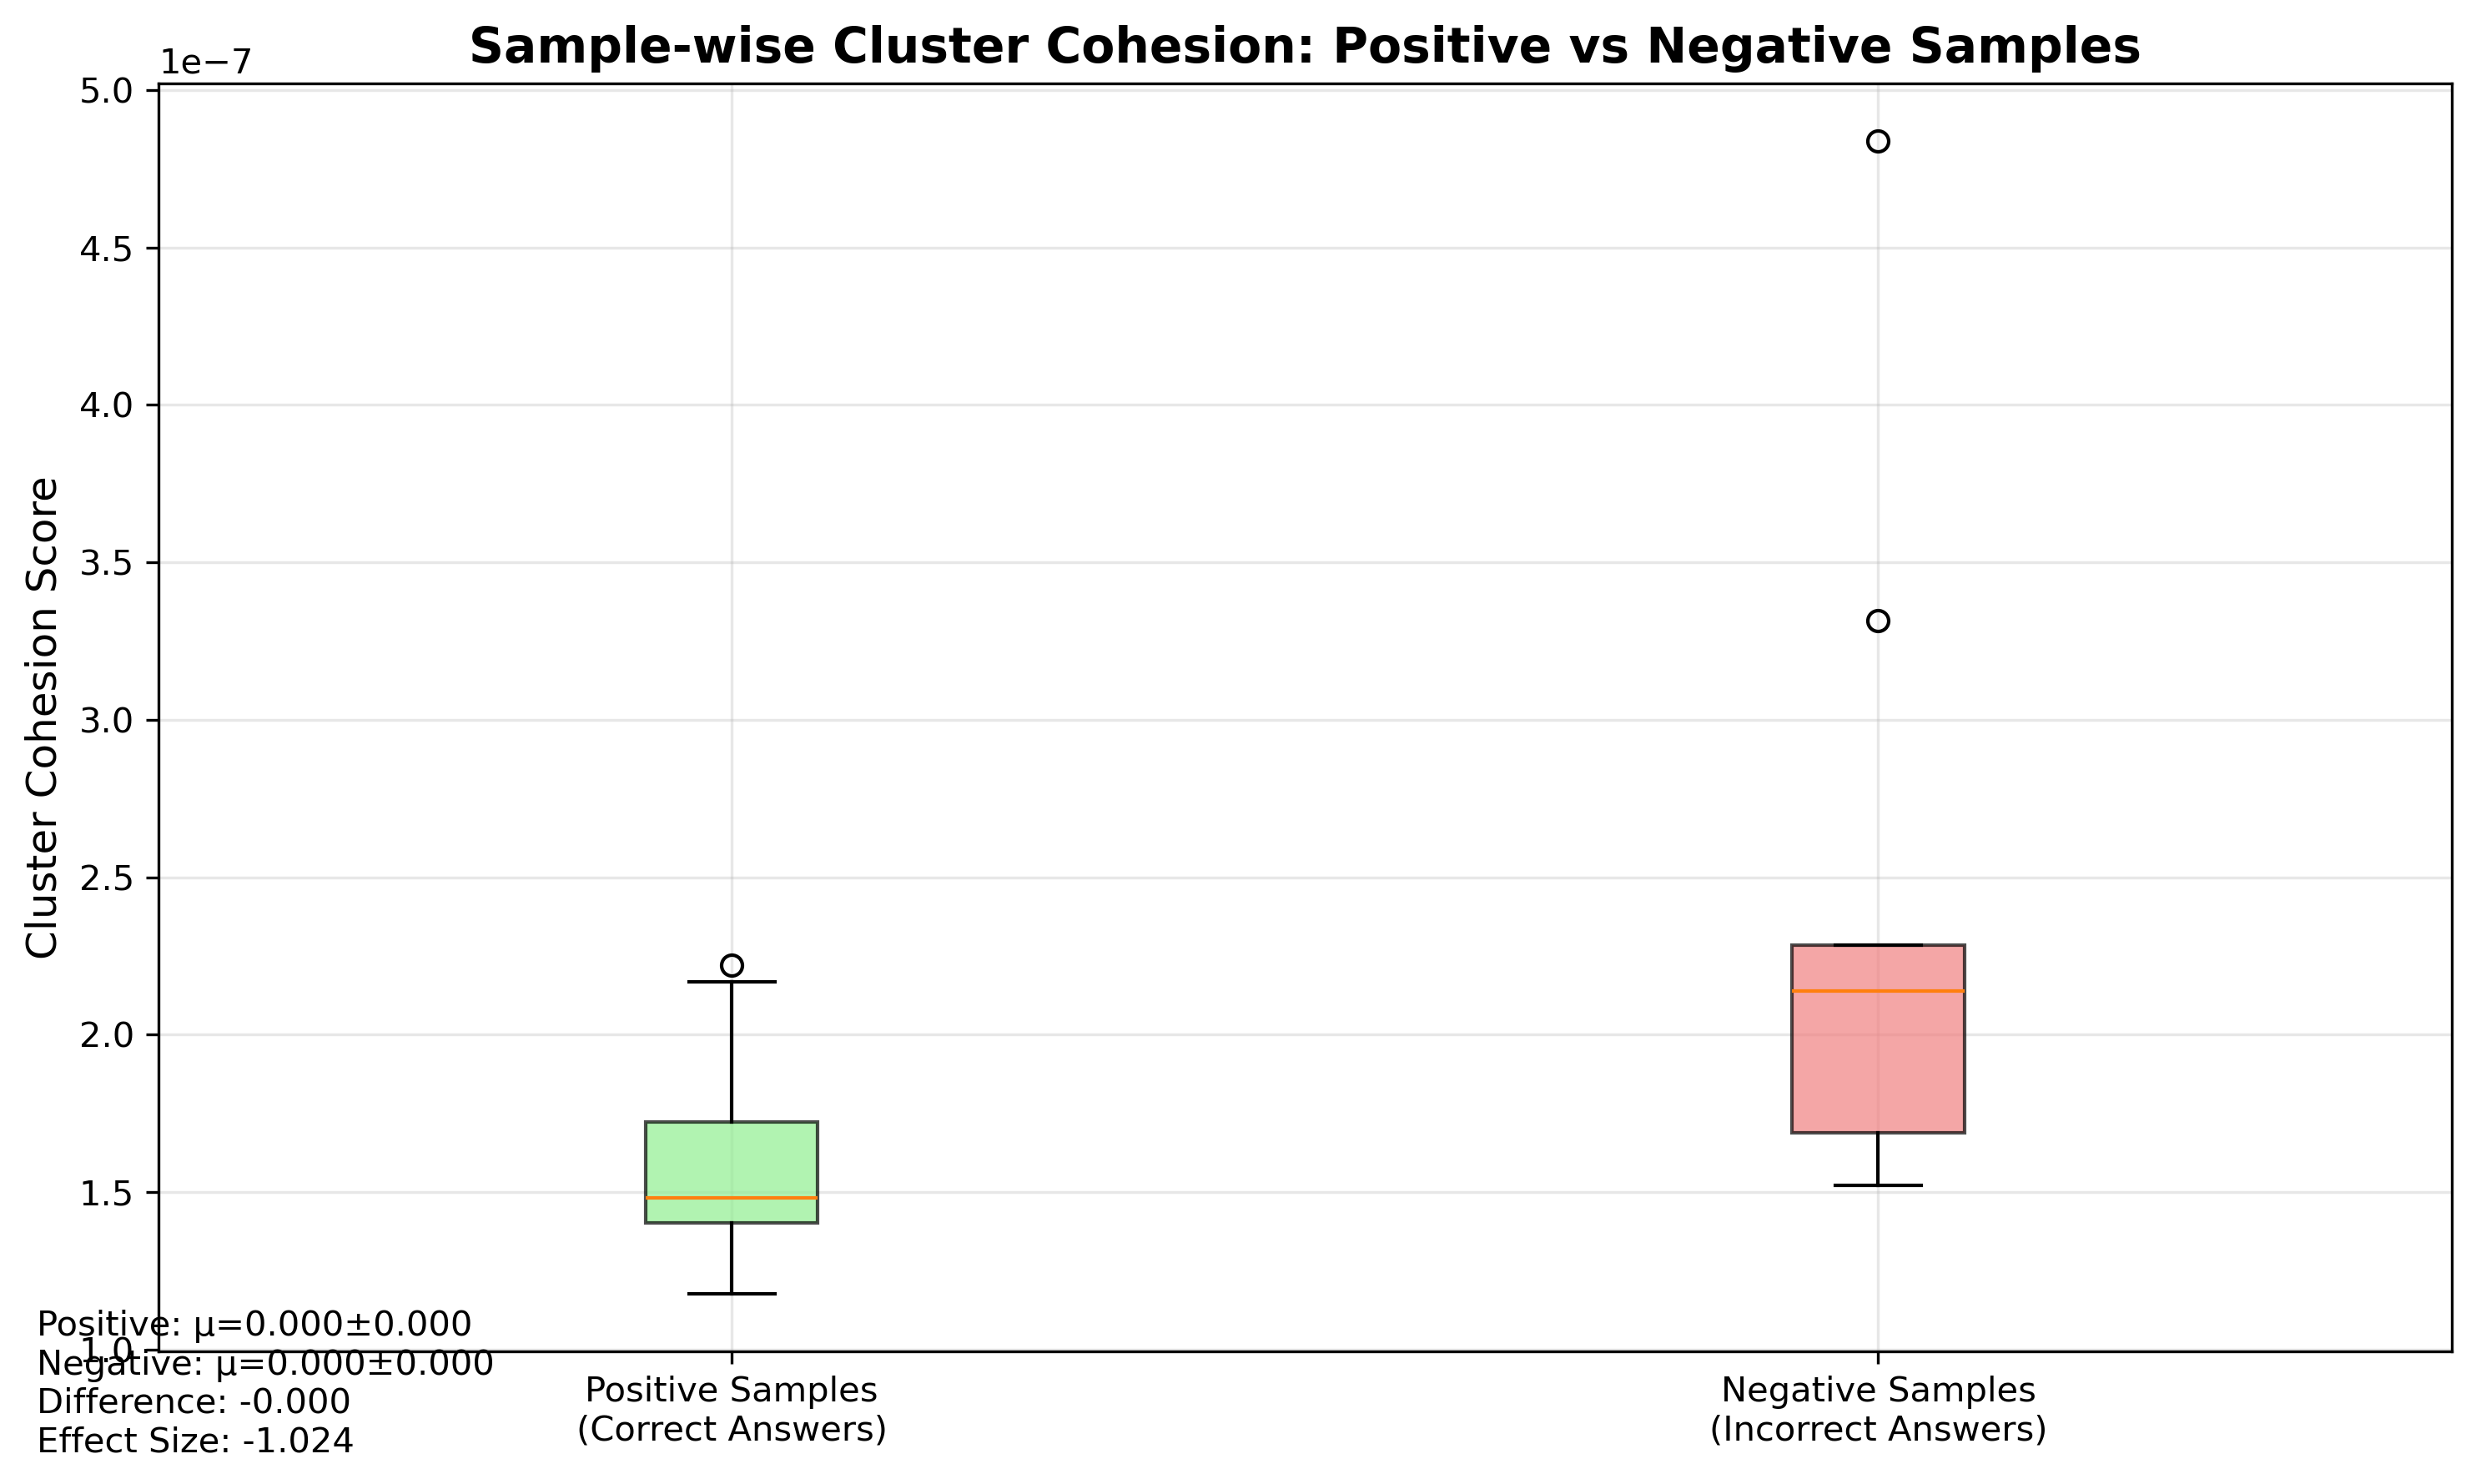 Sample-wise Cluster Cohesion: Positive vs Negative Samples
1e−7
5.0
4.5
4.0
3.5
3.0
2.5
2.0
1.5
1.0
Cluster Cohesion Score
Positive: μ=0.000±0.000
Negative: μ=0.000±0.000
Difference: -0.000
Effect Size: -1.024
Positive Samples
(Correct Answers)
Negative Samples
(Incorrect Answers)